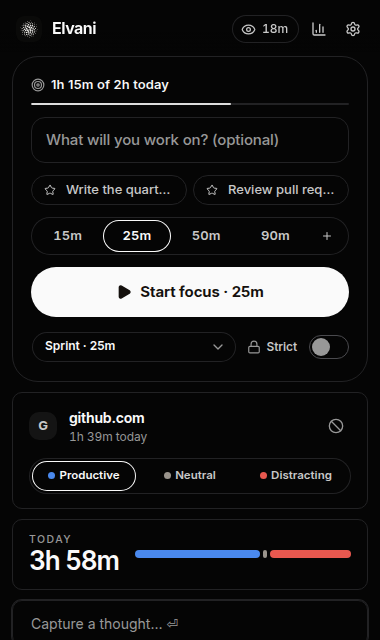 Elvani
18m
1h 15m of 2h today
What will you work on? (optional)
Write the quart...
Review pull req...
15m 25m 50m 90m +
Start focus · 25m
Sprint · 25m
Strict
G
github.com
1h 39m today
Productive Neutral Distracting
TODAY
3h 58m
Capture a thought... ⏎